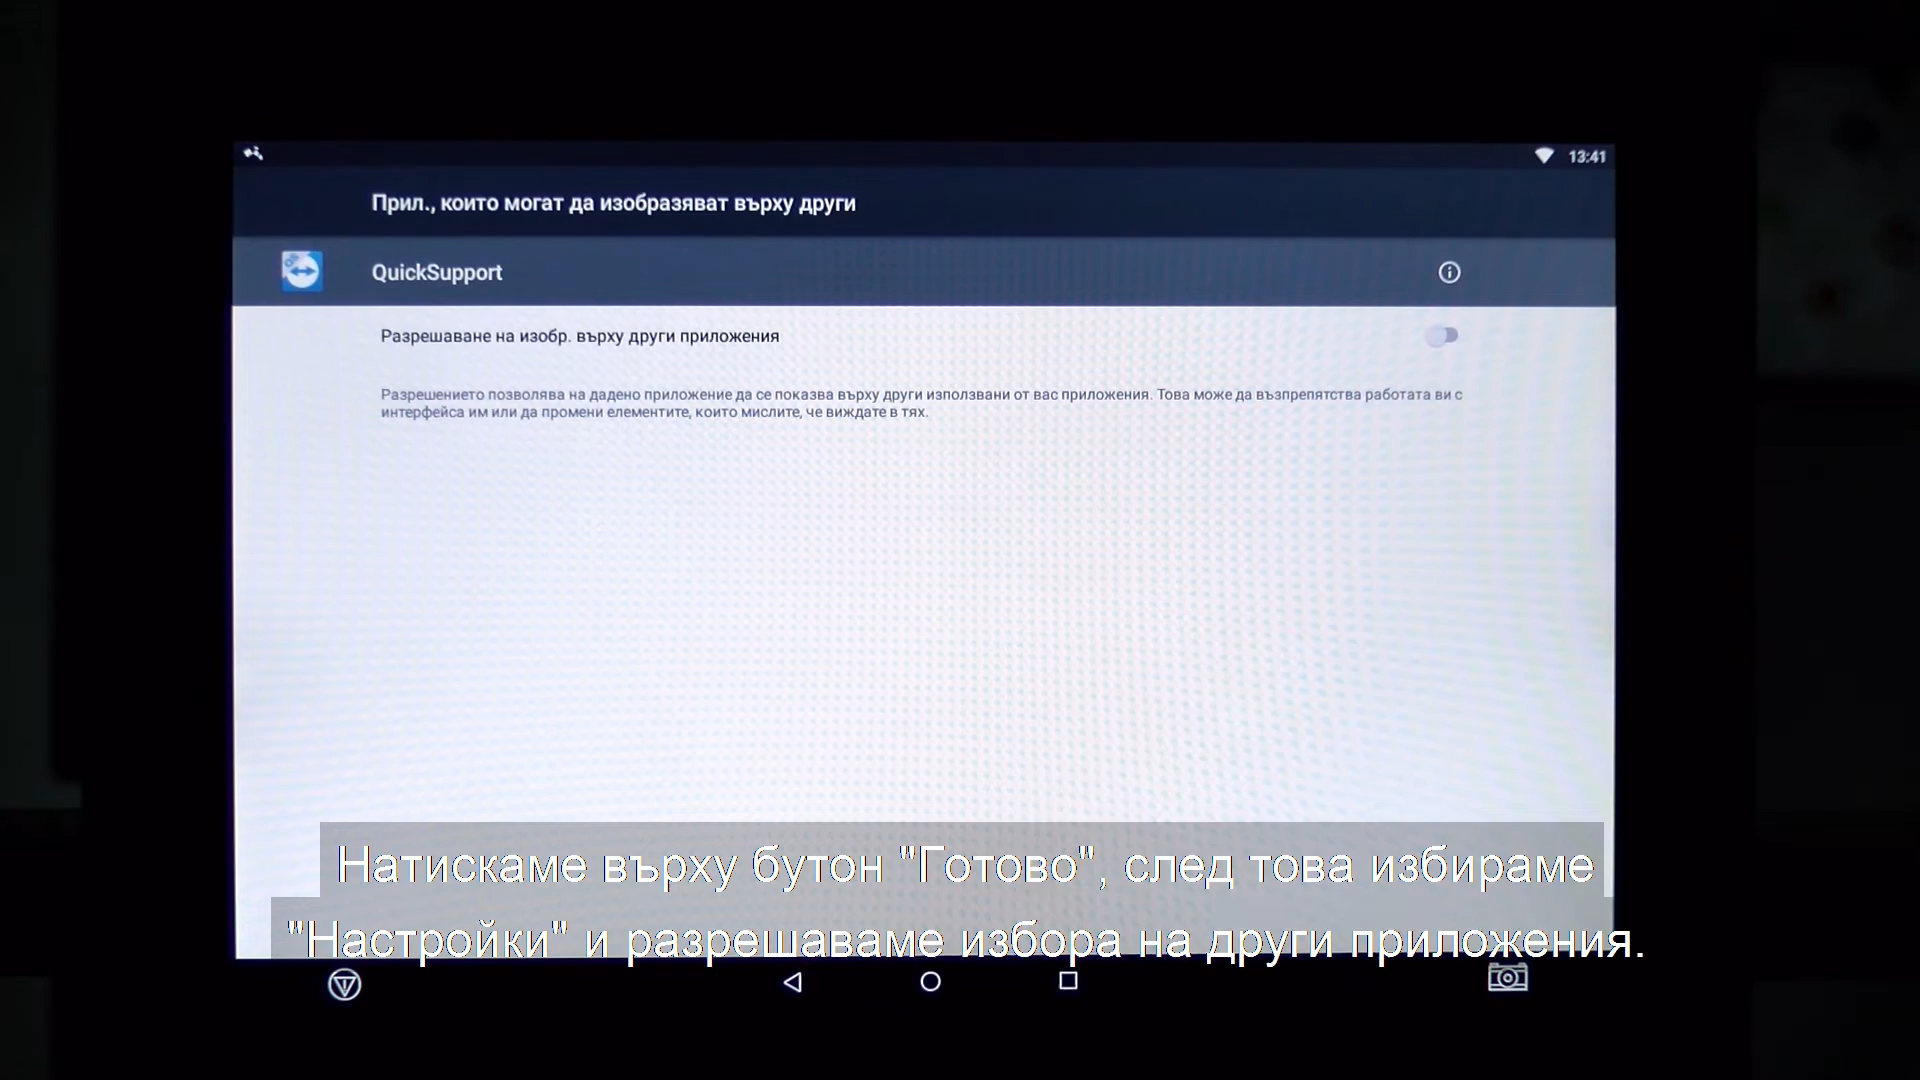 13:41
Прил., които могат да изобразяват върху други
QuickSupport
Разрешаване на изобр. върху други приложения
Разрешението позволява на дадено приложение да се показва върху други използвани от вас приложения. Това може да възпрепятства работата ви с
интерфейса им или да промени елементите, които мислите, че виждате в тях.
Натискаме върху бутон "Готово", след това избираме
"Настройки" и разрешаваме избора на други приложения.